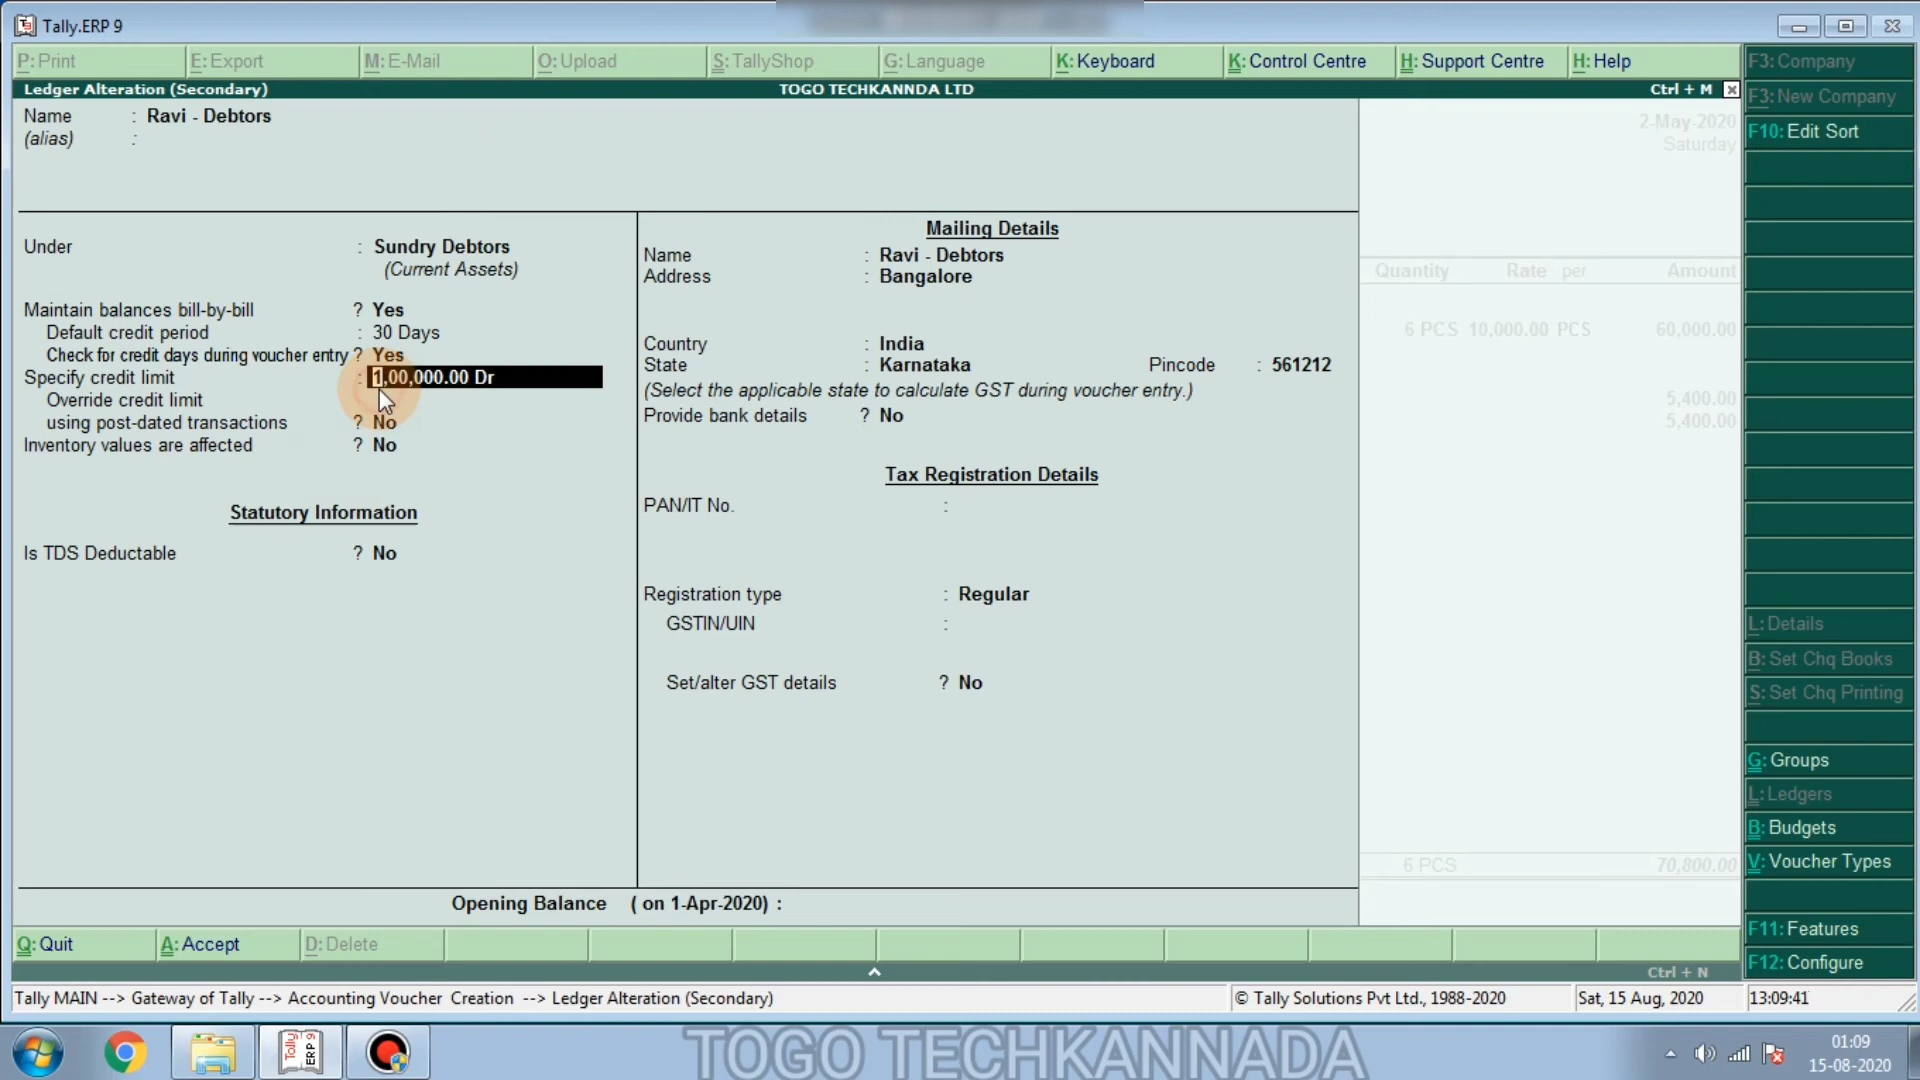 Tally.ERP 9
P: Print E: Export M: E-Mail O: Upload S: TallyShop G: Language K: Keyboard K: Control Centre H: Support Centre H: Help F3: Company
Ledger Alteration (Secondary) TOGO TECHKANNDA LTD Ctrl + M
F3: New Company
Name : Ravi - Debtors
(alias) :
2-May-2020
Saturday
F10: Edit Sort
Under : Sundry Debtors
(Current Assets)
Maintain balances bill-by-bill ? Yes
Default credit period : 30 Days
Check for credit days during voucher entry ? Yes
Specify credit limit : 1,00,000.00 Dr
Override credit limit
using post-dated transactions ? No
Inventory values are affected ? No
Statutory Information
Is TDS Deductable ? No
Mailing Details
Name : Ravi - Debtors
Address : Bangalore
Country : India
State : Karnataka Pincode : 561212
(Select the applicable state to calculate GST during voucher entry.)
Provide bank details ? No
Tax Registration Details
PAN/IT No. :
Registration type : Regular
GSTIN/UIN :
Set/alter GST details ? No
Quantity Rate per Amount
6 PCS 10,000.00 PCS 60,000.00
5,400.00
5,400.00
6 PCS 70,800.00
L: Details
B: Set Chq Books
S: Set Chq Printing
G: Groups
L: Ledgers
B: Budgets
V: Voucher Types
F11: Features
F12: Configure
Opening Balance ( on 1-Apr-2020) :
Q: Quit A: Accept D: Delete
Ctrl + N
Tally MAIN --> Gateway of Tally --> Accounting Voucher Creation --> Ledger Alteration (Secondary) © Tally Solutions Pvt Ltd., 1988-2020 Sat, 15 Aug, 2020 13:09:41
Tally ERP 9
TOGO TECHKANNADA
01:09
15-08-2020